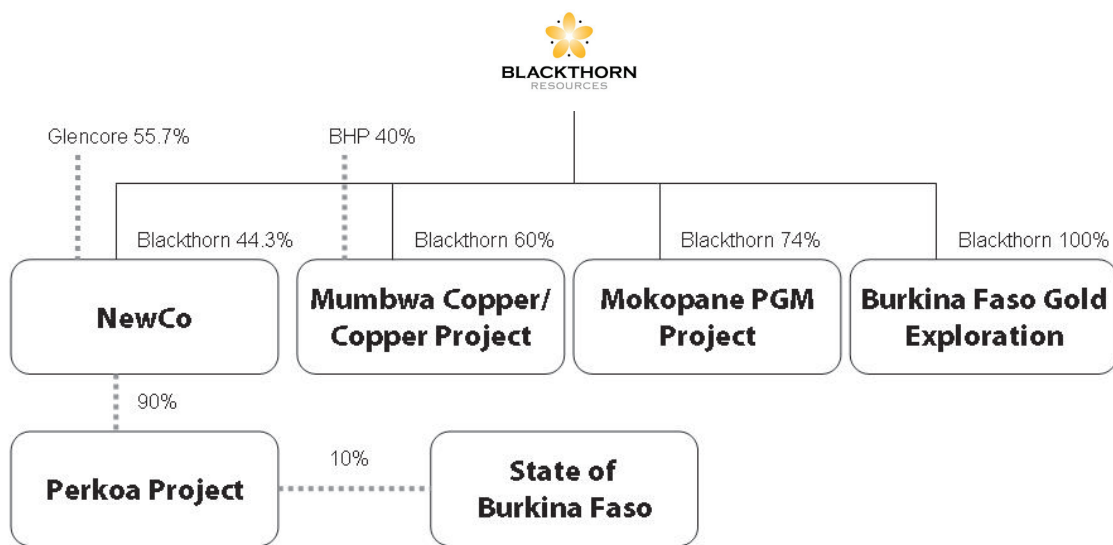 BLACKTHORN
RESOURCES
Glencore 55.7%
BHP 40%
Blackthorn 44.3%
Blackthorn 60%
Blackthorn 74%
Blackthorn 100%
NewCo
Mumbwa Copper/
Copper Project
Mokopane PGM
Project
Burkina Faso Gold
Exploration
90%
Perkoa Project
10%
State of
Burkina Faso